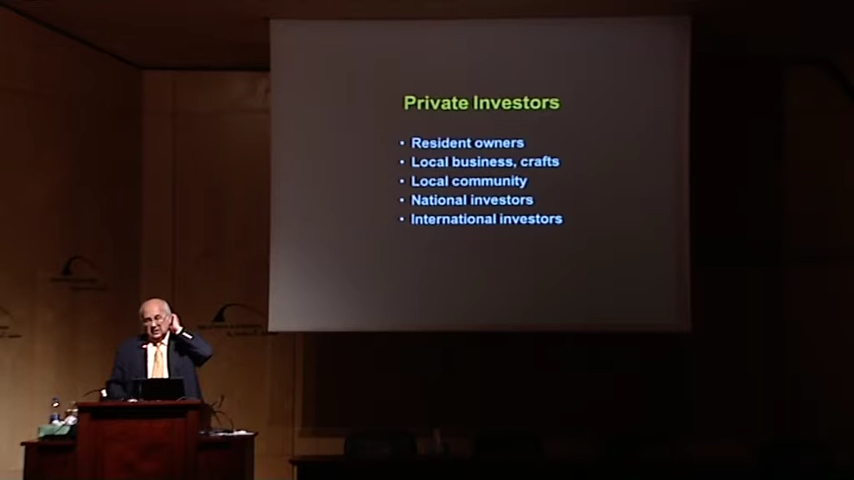 Private Investors
• Resident owners
• Local business, crafts
• Local community
• National investors
• International investors